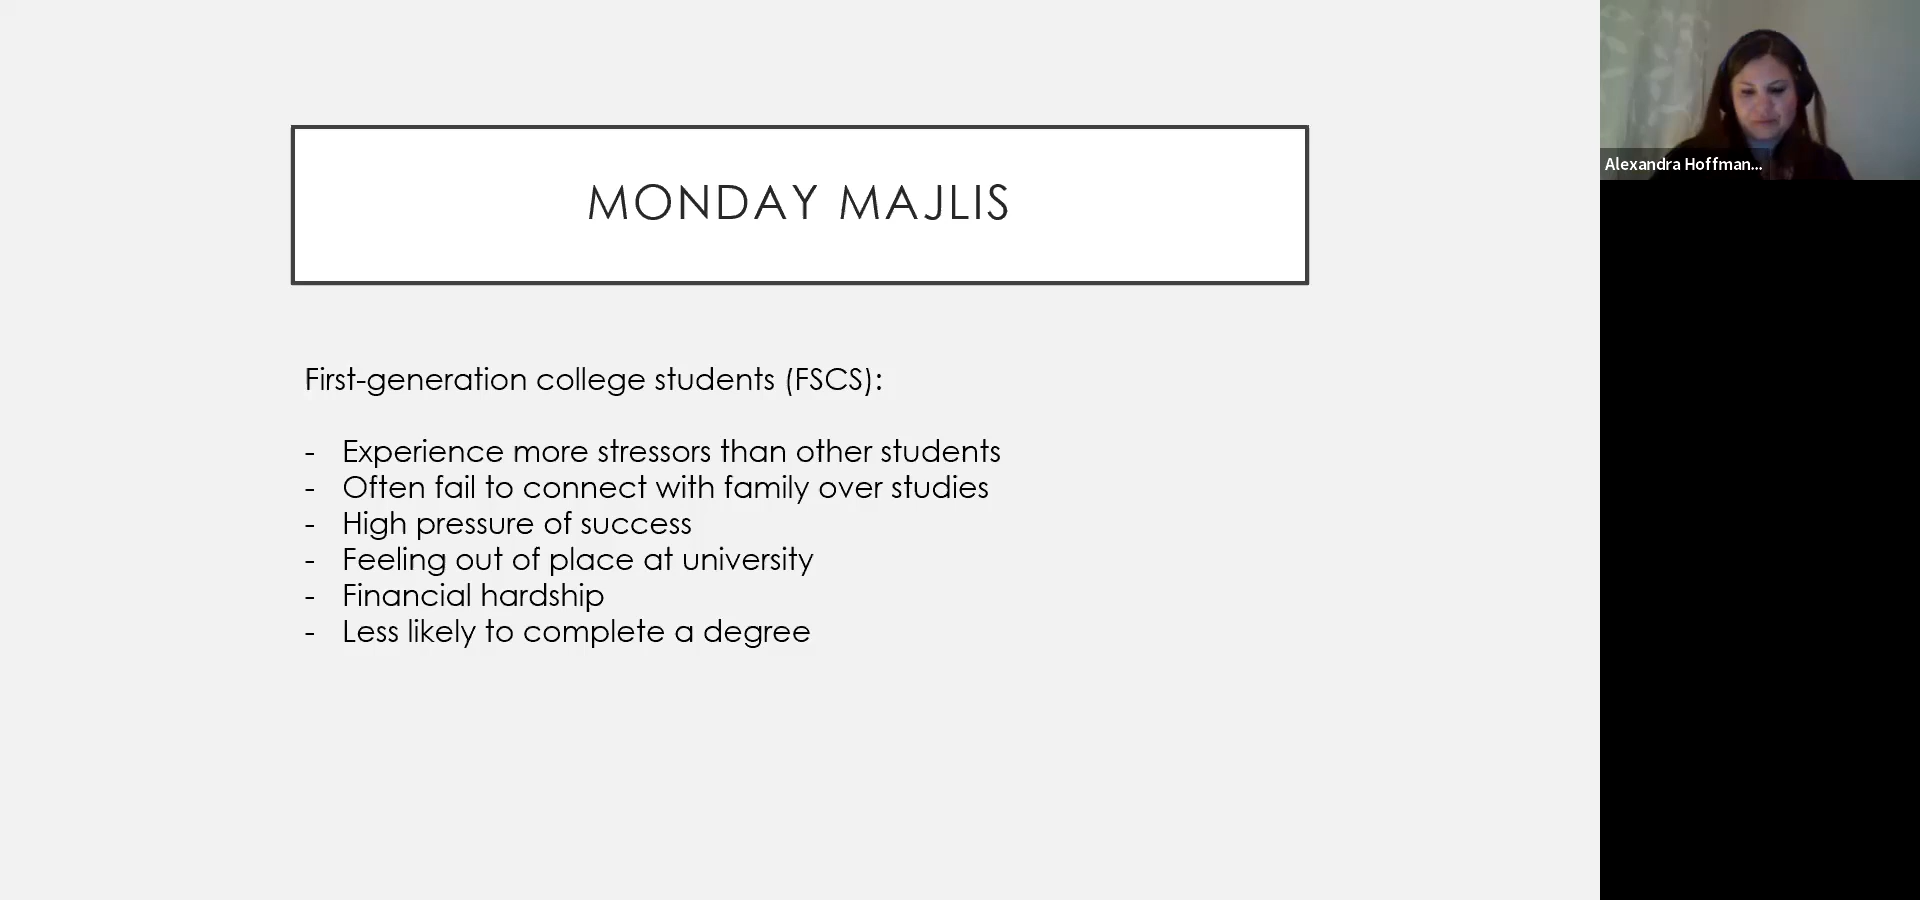 MONDAY MAJLIS
First-generation college students (FSCS):
- Experience more stressors than other students
- Often fail to connect with family over studies
- High pressure of success
- Feeling out of place at university
- Financial hardship
- Less likely to complete a degree
Alexandra Hoffman...